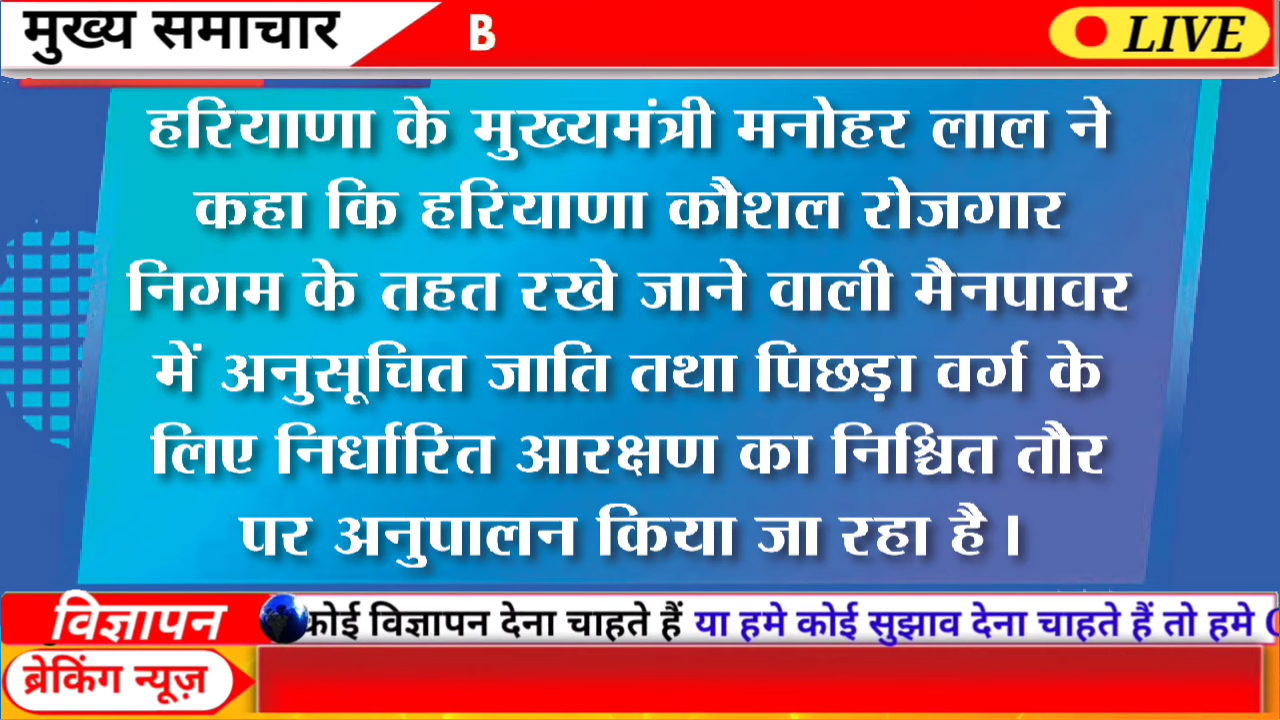 मुख्य समाचार
B
LIVE
हरियाणा के मुख्यमंत्री मनोहर लाल ने
कहा कि हरियाणा कौशल रोजगार
निगम के तहत रखे जाने वाली मैनपावर
में अनुसूचित जाति तथा पिछड़ा वर्ग के
लिए निर्धारित आरक्षण का निश्चित तौर
पर अनुपालन किया जा रहा है।
विज्ञापन
कोई विज्ञापन देना चाहते हैं या हमे कोई सुझाव देना चाहते हैं तो हमे
ब्रेकिंग न्यूज़